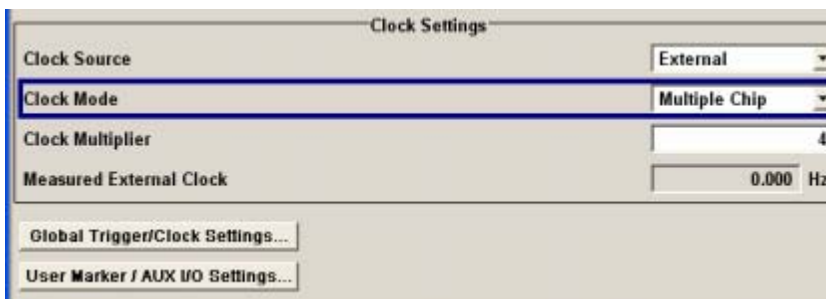 Clock Settings
Clock Source External
Clock Mode Multiple Chip
Clock Multiplier 4
Measured External Clock 0.000 Hz
Global Trigger/Clock Settings...
User Marker / AUX I/O Settings...